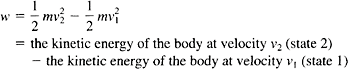 w = 1/2 mv₂² − 1/2 mv₁²
= the kinetic energy of the body at velocity v₂ (state 2)
− the kinetic energy of the body at velocity v₁ (state 1)